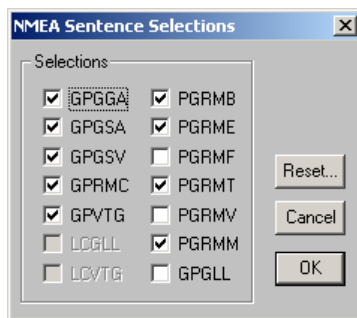 NMEA Sentence Selections
Selections
GPGGA PGRMB
GPGSA PGRME
GPGSV PGRMF
GPRMC PGRMT
GPVTG PGRMV
LCGLL PGRMM
LCVTG GPGLL
Reset...
Cancel
OK